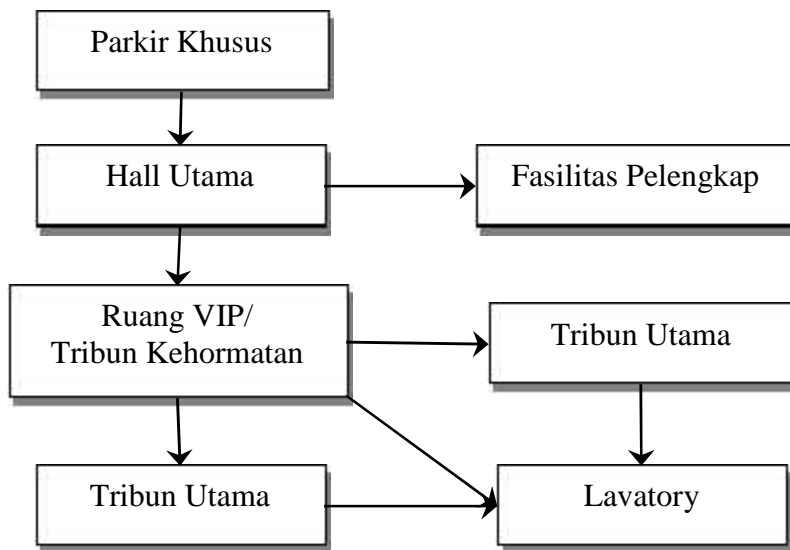 Parkir Khusus
Hall Utama
Fasilitas Pelengkap
Ruang VIP/
Tribun Kehormatan
Tribun Utama
Tribun Utama
Lavatory